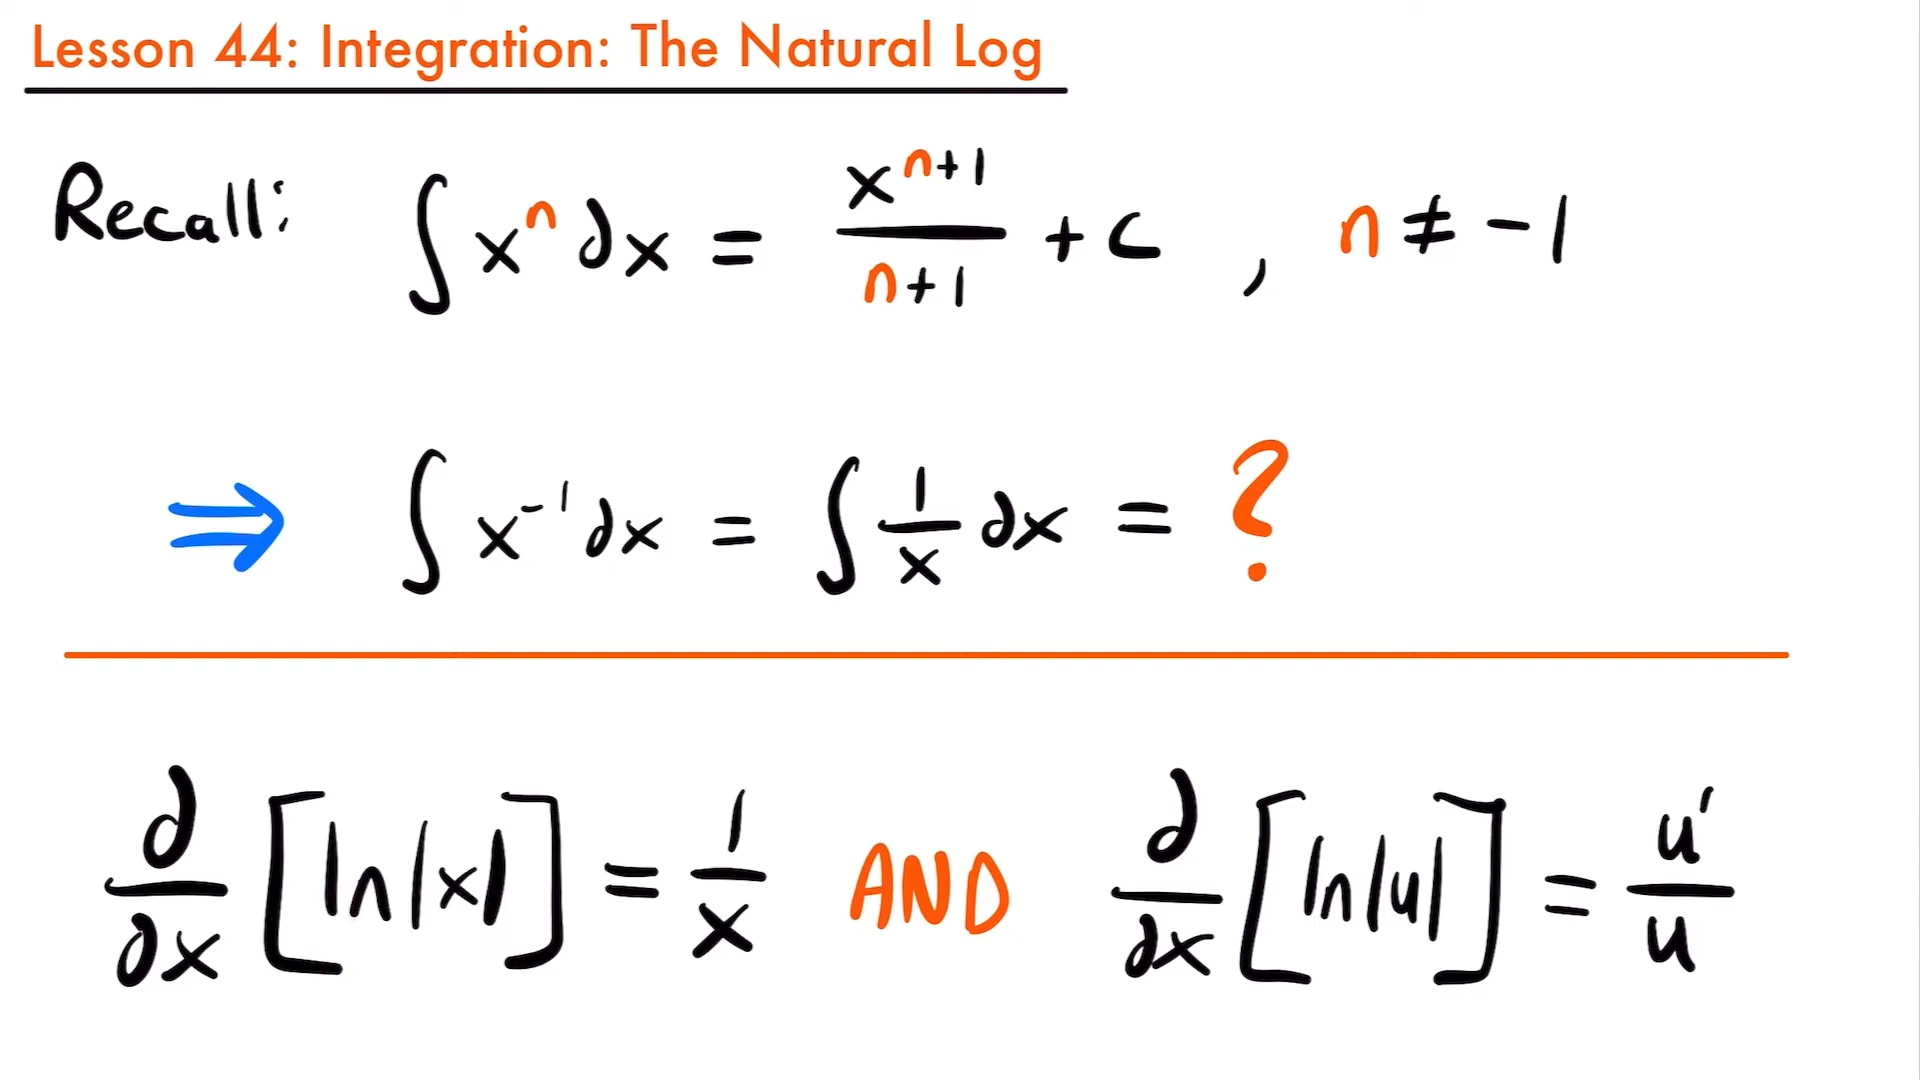 Lesson 44: Integration: The Natural Log
Recall: ∫ xⁿ ∂x = xⁿ⁺¹/n+1 + c , n ≠ -1
⇒ ∫ x⁻¹ ∂x = ∫ 1/x ∂x = ?
∂/∂x [ln|x|] = 1/x AND ∂/∂x [ln|u|] = u'/u